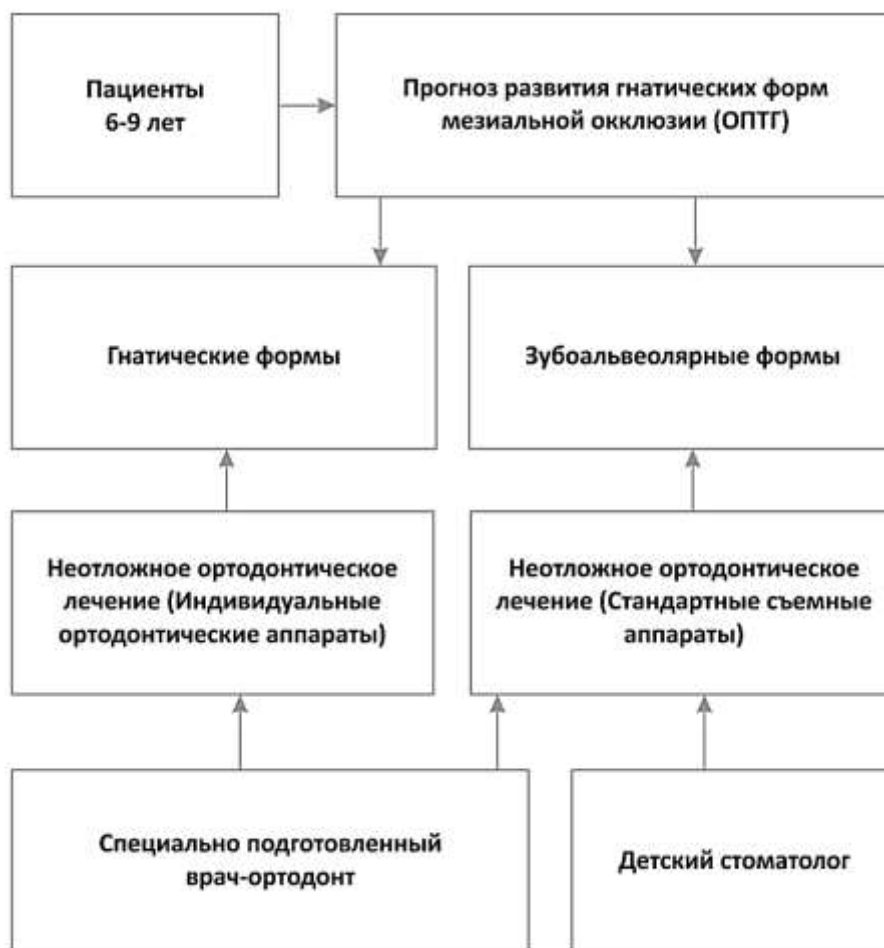 Пациенты
6-9 лет
Прогноз развития гнатических форм
мезиальной окклюзии (ОПТГ)
Гнатические формы
Зубоальвеолярные формы
Неотложное ортодонтическое
лечение (Индивидуальные
ортодонтические аппараты)
Неотложное ортодонтическое
лечение (Стандартные съемные
аппараты)
Специально подготовленный
врач-ортодонт
Детский стоматолог